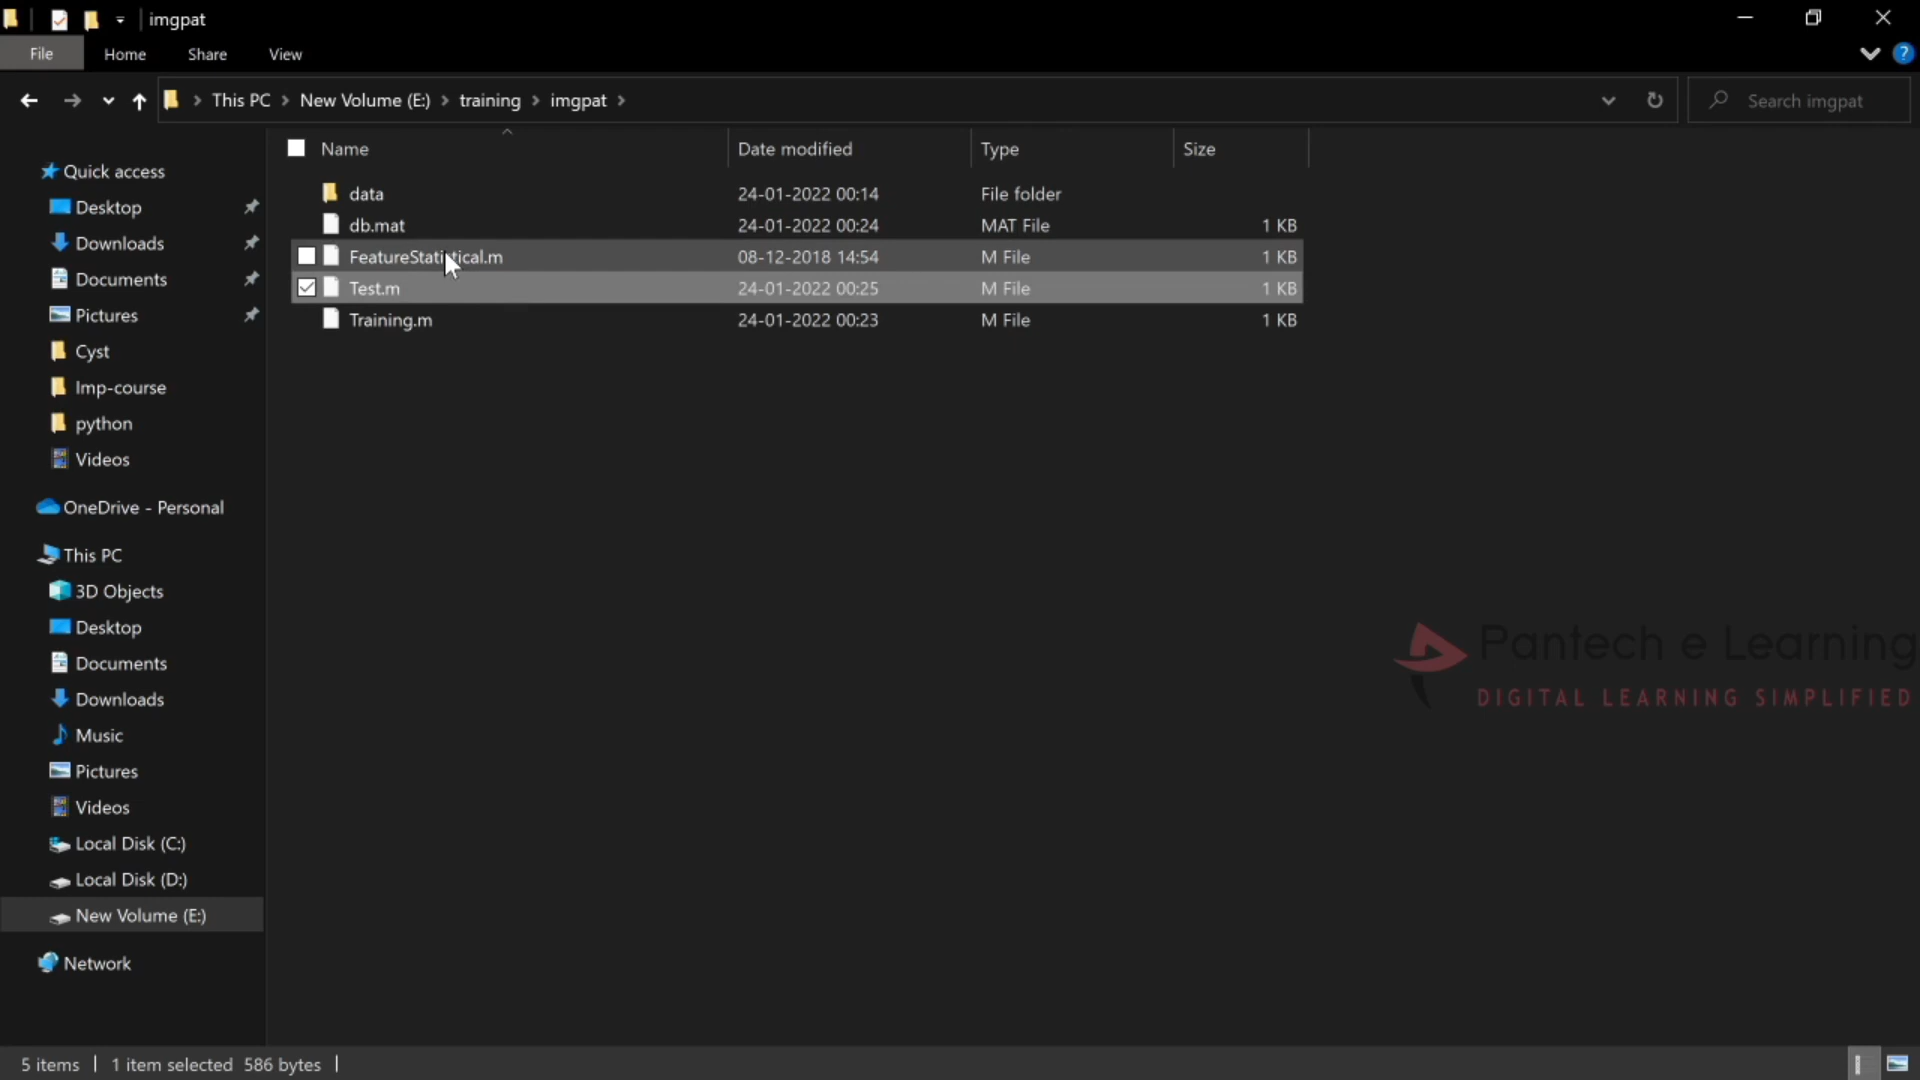 imgpat
File Home Share View
This PC New Volume (E:) training imgpat
Search imgpat
Name Date modified Type Size
data 24-01-2022 00:14 File folder
db.mat 24-01-2022 00:24 MAT File 1 KB
FeatureStatistical.m 08-12-2018 14:54 M File 1 KB
Test.m 24-01-2022 00:25 M File 1 KB
Training.m 24-01-2022 00:23 M File 1 KB
Quick access
Desktop
Downloads
Documents
Pictures
Cyst
Imp-course
python
Videos
OneDrive - Personal
This PC
3D Objects
Desktop
Documents
Downloads
Music
Pictures
Videos
Local Disk (C:)
Local Disk (D:)
New Volume (E:)
Network
Pantech e Learning
DIGITAL LEARNING SIMPLIFIED
5 items 1 item selected 586 bytes